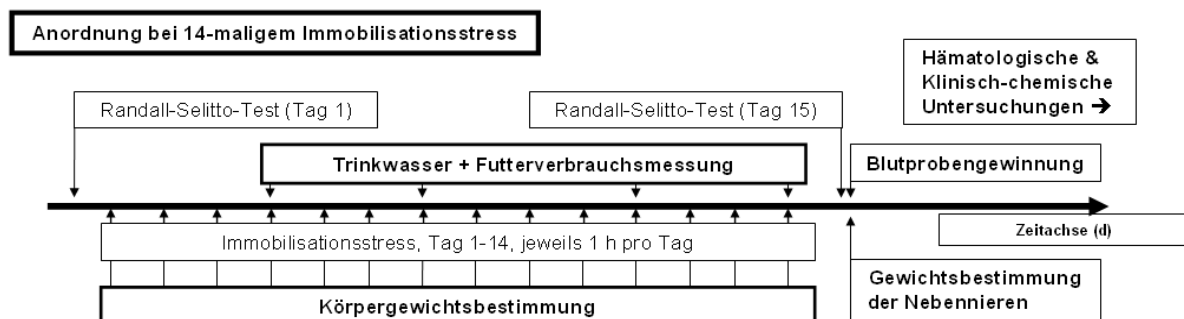 Anordnung bei 14-maligem Immobilisationsstress
Hämatologische &
Klinisch-chemische
Untersuchungen ➔
Randall-Selitto-Test (Tag 1)
Randall-Selitto-Test (Tag 15)
Trinkwasser + Futterverbrauchsmessung
Blutprobengewinnung
Zeitachse (d)
Immobilisationsstress, Tag 1-14, jeweils 1 h pro Tag
Körpergewichtsbestimmung
Gewichtsbestimmung
der Nebennieren